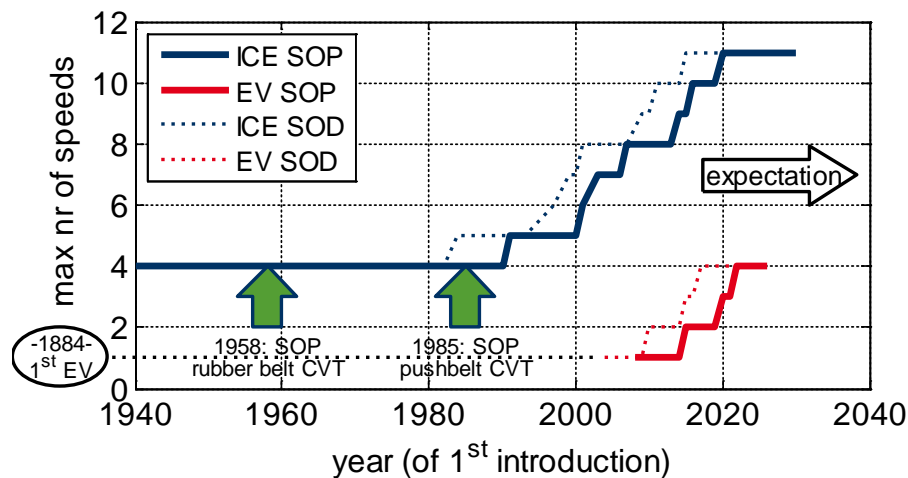 12
10
8
6
4
2
0
max nr of speeds
ICE SOP
EV SOP
ICE SOD
EV SOD
expectation
-1884-
1st EV
1958: SOP
rubber belt CVT
1985: SOP
pushbelt CVT
1940 1960 1980 2000 2020 2040
year (of 1st introduction)